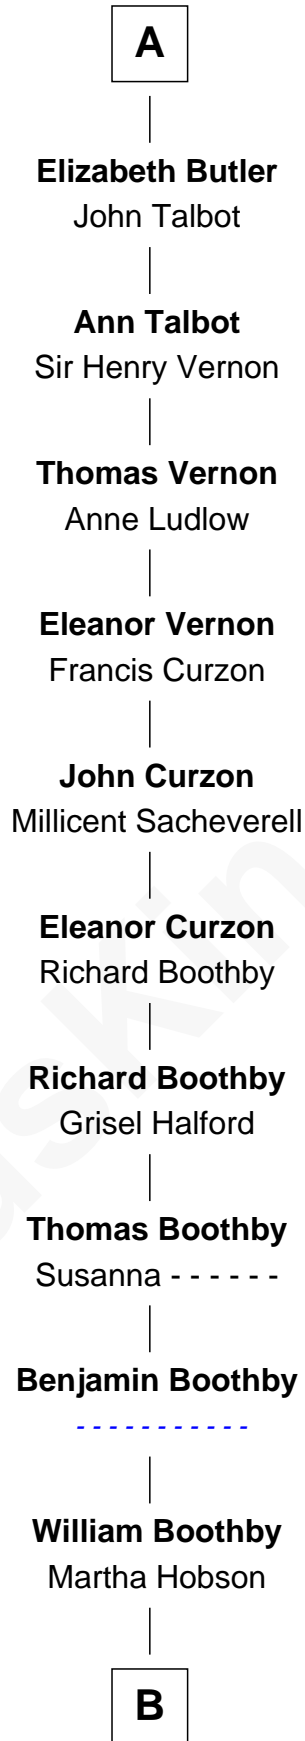 A
Elizabeth Butler
John Talbot
Ann Talbot
Sir Henry Vernon
Thomas Vernon
Anne Ludlow
Eleanor Vernon
Francis Curzon
John Curzon
Millicent Sacheverell
Eleanor Curzon
Richard Boothby
Richard Boothby
Grisel Halford
Thomas Boothby
Susanna - - - - - -
Benjamin Boothby
- - - - - - - - - - -
William Boothby
Martha Hobson
B